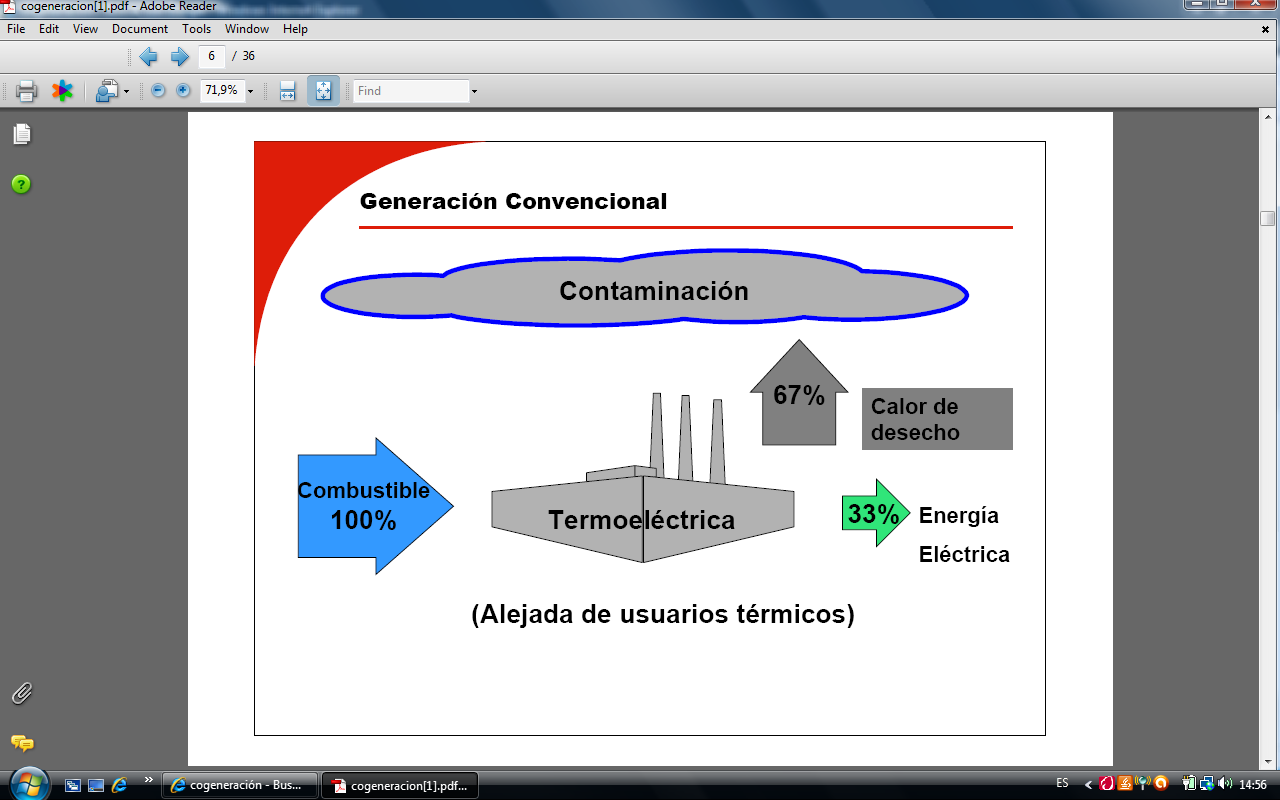 cogeneracion[1].pdf - Adobe Reader
File Edit View Document Tools Window Help
6 / 36
71,9% Find
Generación Convencional
Contaminación
67%
Calor de
desecho
Combustible
100%
Termoeléctrica
33% Energía
Eléctrica
(Alejada de usuarios térmicos)
cogeneración - Bus... cogeneracion[1].pdf... ES 14:56